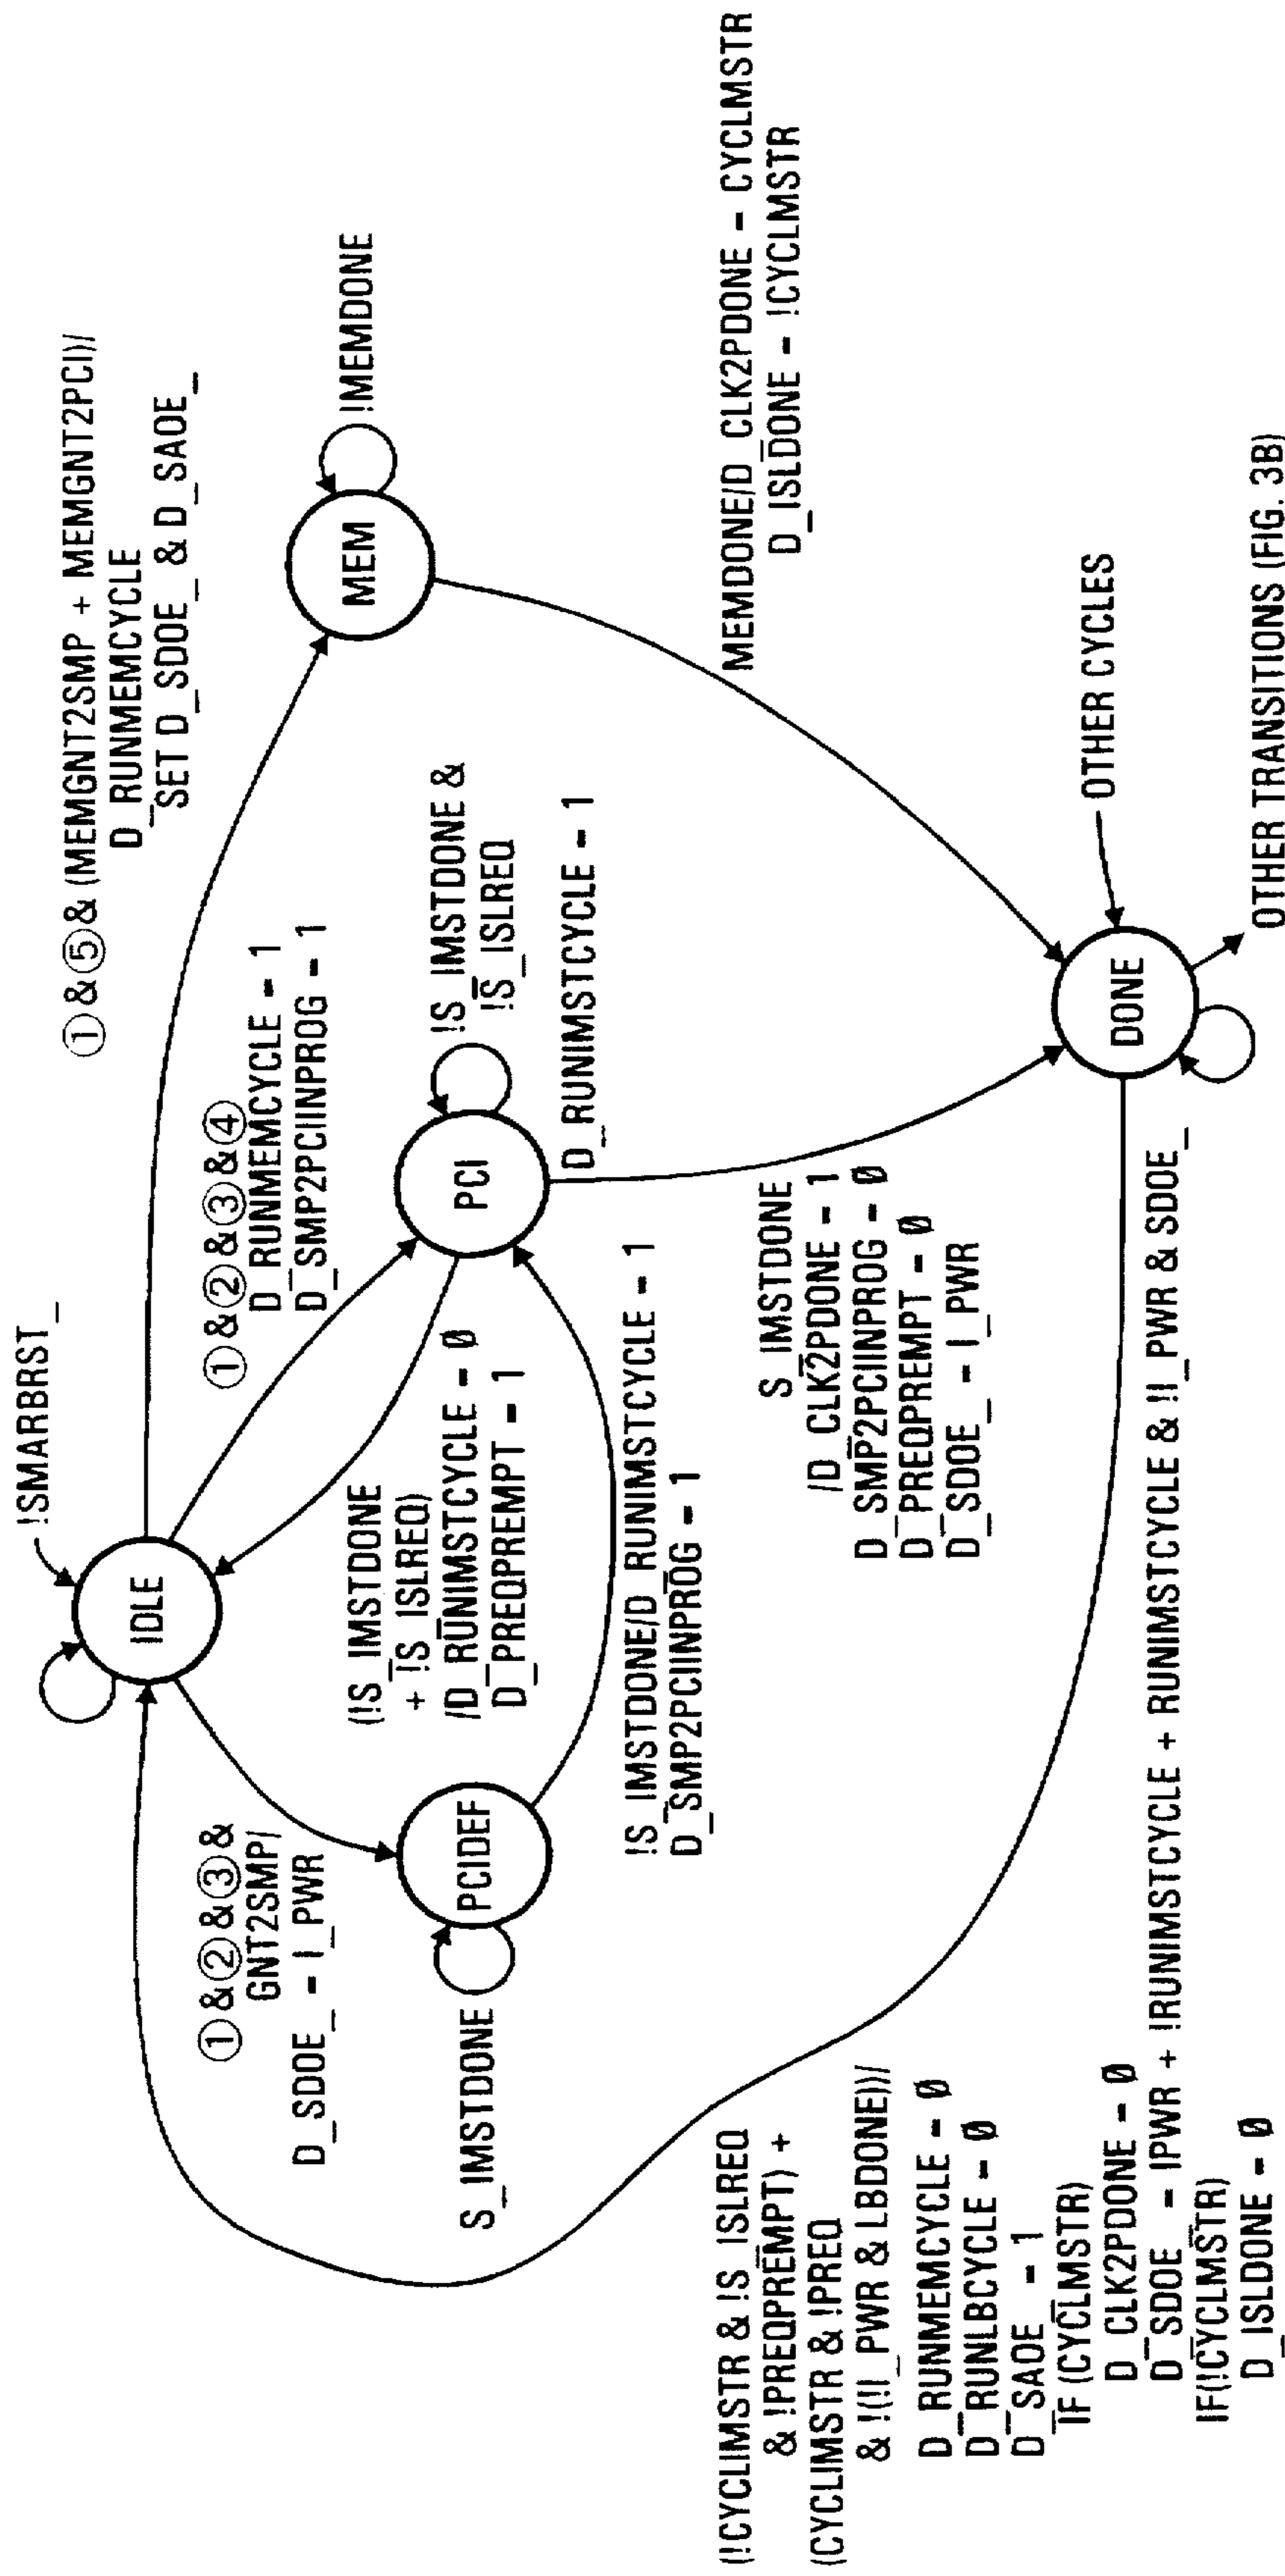 !SMARBRST_
IDLE
①&⑤& (MEMGNT2SMP + MEMGNT2PCI)/
D_RUNMEMCYCLE
SET D_SDOE_ & D_SAOE_
MEM
!MEMDONE
①&②&③&④
D_RUNMEMCYCLE = 1
D_SMP2PCIINPROG = 1
!S_IMSTDONE &
!S_ISLREQ
PCI
D_RUNIMSTCYCLE = 1
①&②&③&
GNT2SMP/
D_SDOE_ = I_PWR
(!S_IMSTDONE
+ !S_ISLREQ)
/D_RUNIMSTCYCLE = Ø
D_PREQPREMPT = 1
PCIDEF
S_IMSTDONE
!S_IMSTDONE/D_RUNIMSTCYCLE = 1
D_SMP2PCIINPROG = 1
MEMDONE/D_CLK2PDONE = CYCLMSTR
D_ISLDONE = !CYCLMSTR
S_IMSTDONE
/D_CLK2PDONE = 1
D_SMP2PCIINPROG = Ø
D_PREQPREMPT = Ø
D_SDOE_ = I_PWR
DONE
OTHER CYCLES
OTHER TRANSITIONS (FIG. 3B)
(!CYCLIMSTR & !S_ISLREQ
& !PREQPREMPT) +
(CYCLIMSTR & !PREQ
& !(!I_PWR & LBDONE))/
D_RUNMEMCYCLE = Ø
D_RUNLBCYCLE = Ø
D_SAOE_ = 1
IF (CYCLMSTR)
D_CLK2PDONE = Ø
D_SDOE_ = IPWR + !RUNIMSTCYCLE + RUNIMSTCYCLE & !I_PWR & SDOE_
IF(!CYCLMSTR)
D_ISLDONE = Ø